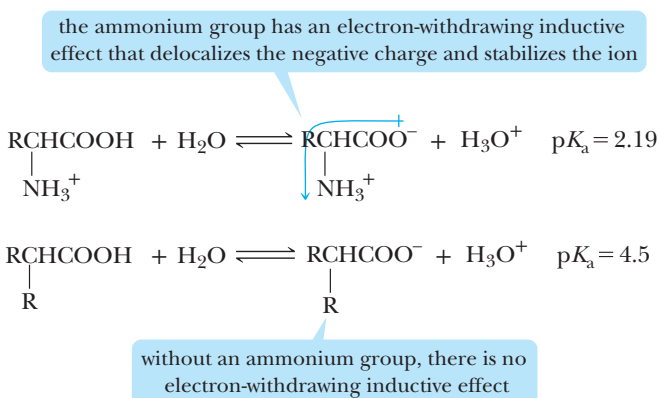 the ammonium group has an electron-withdrawing inductive
effect that delocalizes the negative charge and stabilizes the ion
RCHCOOH + H₂O ⇌ RCHCOO⁻ + H₃O⁺ pKₐ = 2.19
NH₃⁺ NH₃⁺
RCHCOOH + H₂O ⇌ RCHCOO⁻ + H₃O⁺ pKₐ = 4.5
R R
without an ammonium group, there is no
electron-withdrawing inductive effect